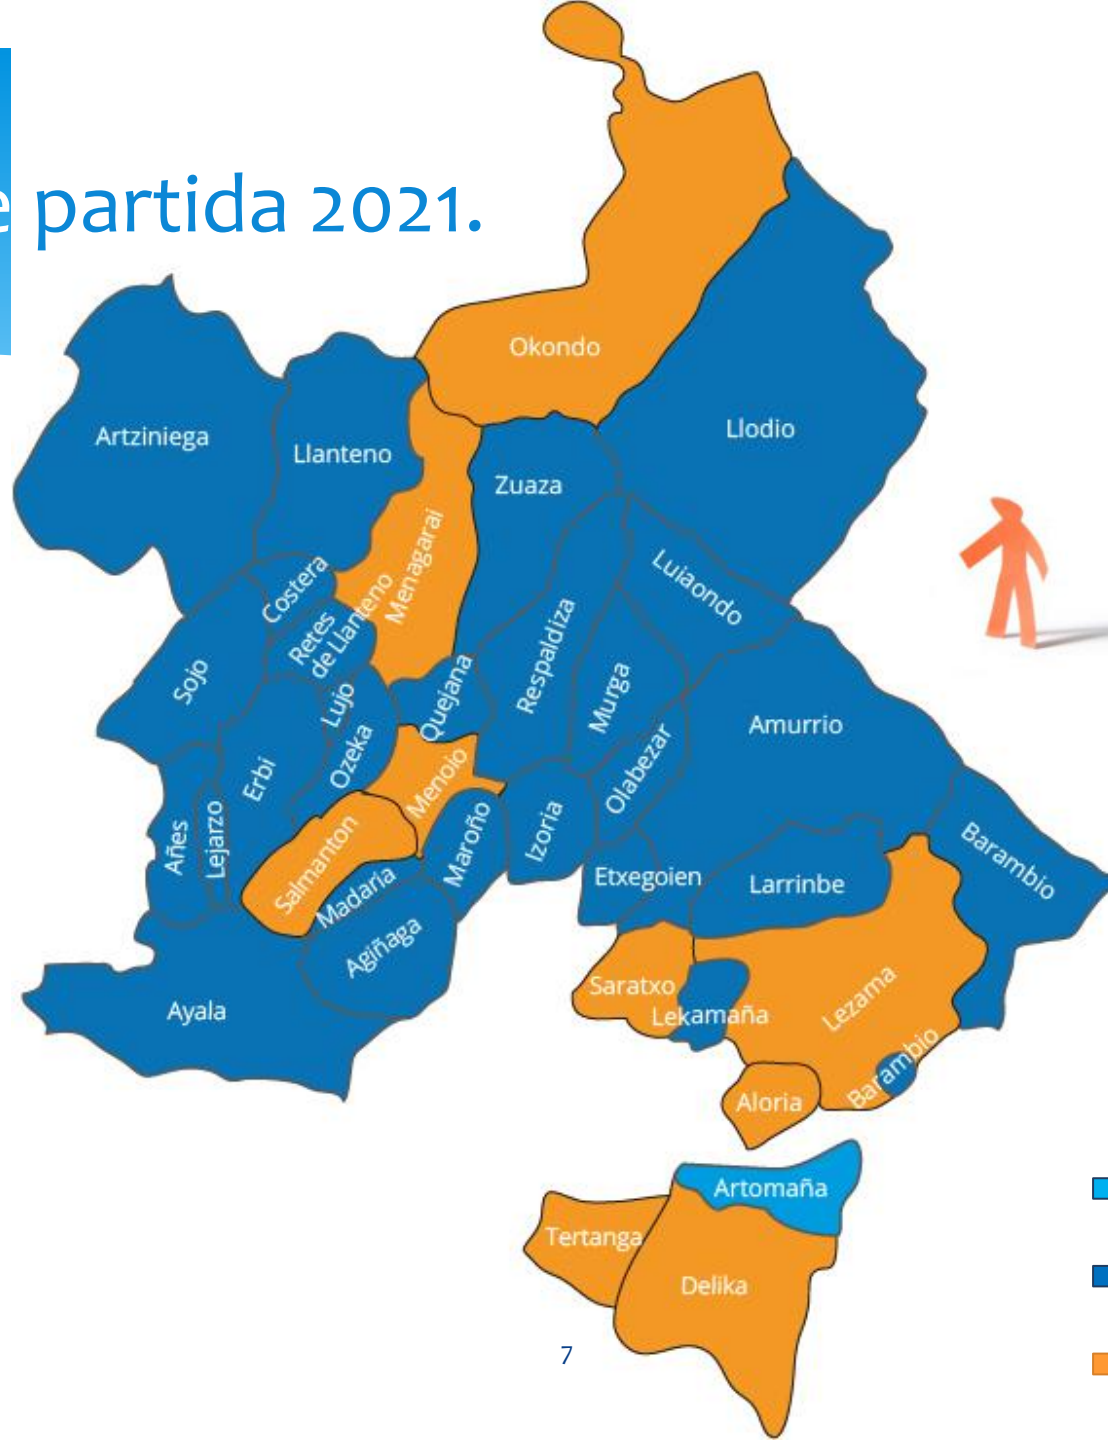 e partida 2021.
Okondo
Artziniega
Llanteno
Llodio
Zuaza
Menagarai
Costera
Retes
de Llanteno
Luiaondo
Respaldiza
Sojo
Lujo
Quejana
Murga
Amurrio
Ozeka
Olabezar
Erbi
Menoio
Añes
Lejarzo
Maroño
Izoria
Salmanton
Madaria
Etxegoien
Larrinbe
Barambio
Agiñaga
Saratxo
Lezama
Ayala
Lekamaña
Barambio
Aloria
Artomaña
Tertanga
Delika
7